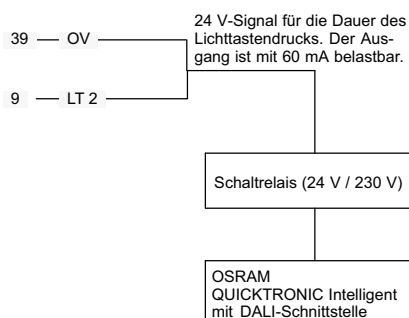 24 V-Signal für die Dauer des
Lichttastendrucks. Der Aus-
gang ist mit 60 mA belastbar.
39 OV
9 LT 2
Schaltrelais (24 V / 230 V)
OSRAM
QUICKTRONIC Intelligent
mit DALI-Schnittstelle